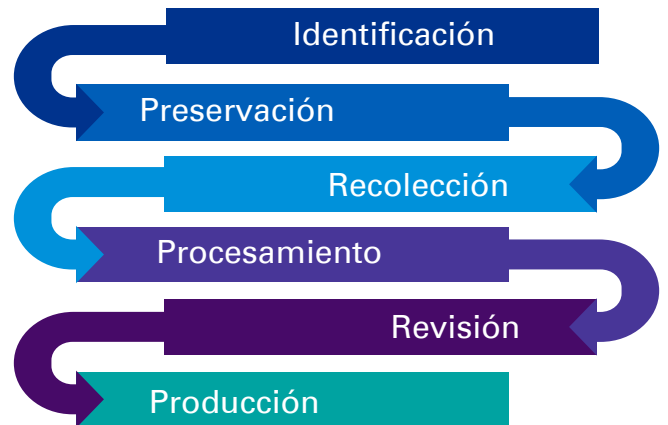 Identificación
Preservación
Recolección
Procesamiento
Revisión
Producción